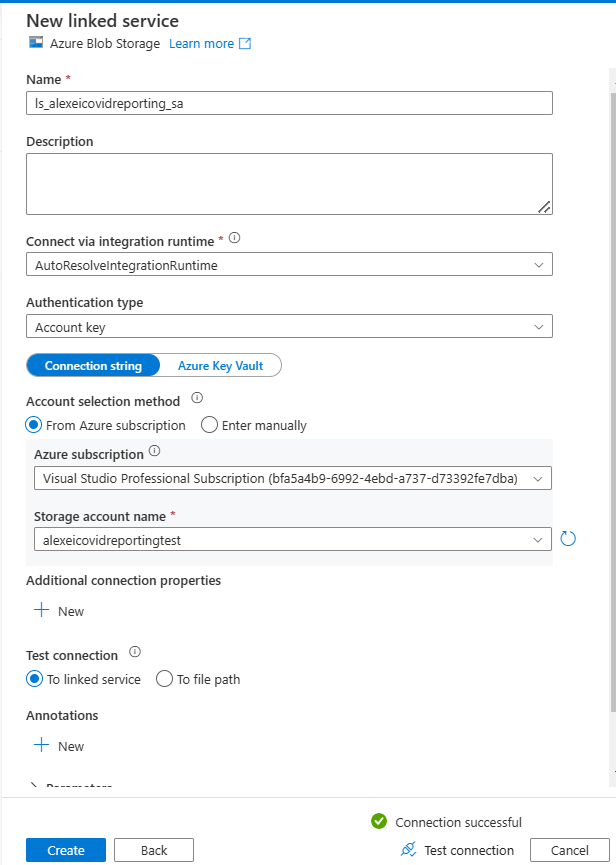 New linked service
Azure Blob Storage Learn more
Name *
ls_alexeicovidreporting_sa
Description
Connect via integration runtime *
AutoResolveIntegrationRuntime
Authentication type
Account key
Connection string Azure Key Vault
Account selection method
From Azure subscription Enter manually
Azure subscription
Visual Studio Professional Subscription (bfa5a4b9-6992-4ebd-a737-d73392fe7dba)
Storage account name *
alexeicovidreportingtest
Additional connection properties
New
Test connection
To linked service To file path
Annotations
New
Parameters
Connection successful
Create Back Test connection Cancel